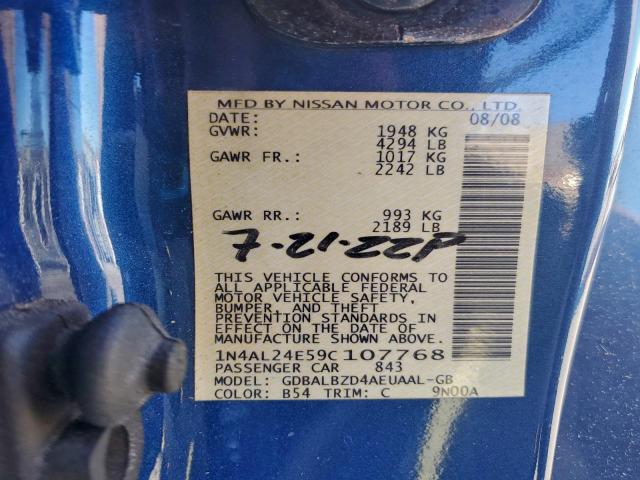 MFD BY NISSAN MOTOR CO., LTD.
DATE: 08/08
GVWR: 1948 KG
4294 LB
GAWR FR.: 1017 KG
2242 LB
GAWR RR.: 993 KG
2189 LB
7-21-22P
THIS VEHICLE CONFORMS TO
ALL APPLICABLE FEDERAL
MOTOR VEHICLE SAFETY,
BUMPER, AND THEFT
PREVENTION STANDARDS IN
EFFECT ON THE DATE OF
MANUFACTURE SHOWN ABOVE.
1N4AL24E59C107768
PASSENGER CAR 843
MODEL: GDBALBZD4AEUAAL-GB
COLOR: B54 TRIM: C 9N00A